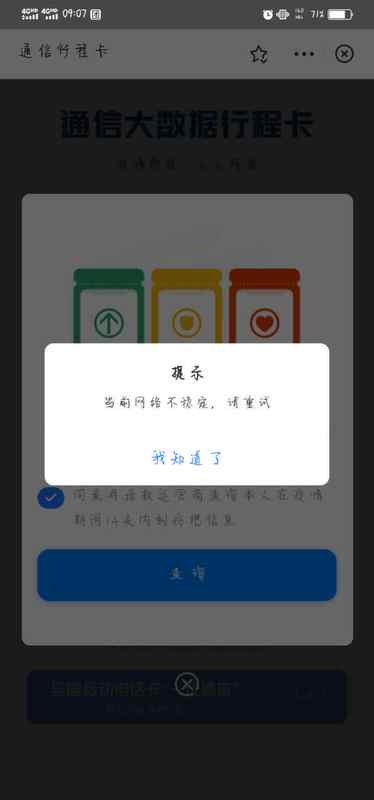 09:07
71%
通信行程卡
通信大数据行程卡
提示
当前网络不稳定，请重试
我知道了
同意并授权运营商查询本人在疫情
期间14天内到访地信息
查询